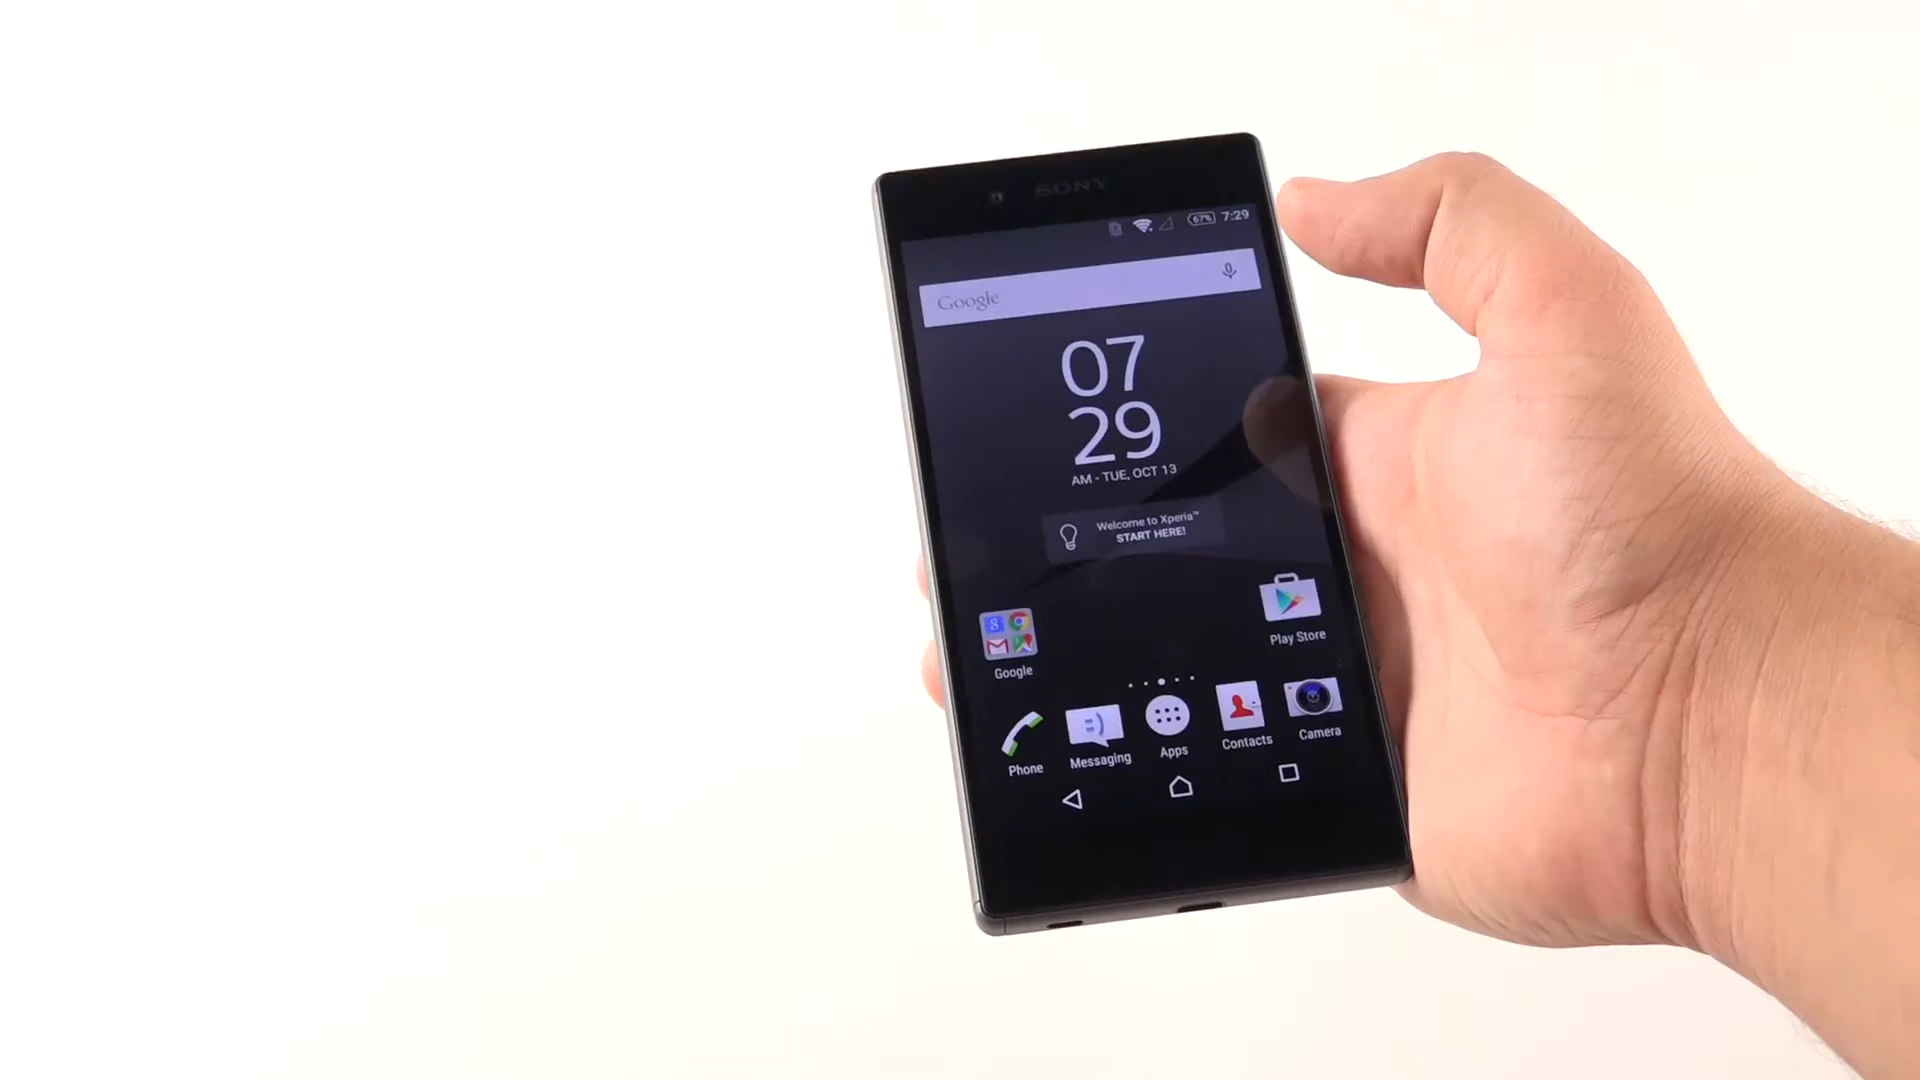 SONY
67% 7:29
Google
07
29
AM - TUE, OCT 13
Welcome to Xperia™
START HERE!
Play Store
Google
Phone
Messaging
Apps
Contacts
Camera